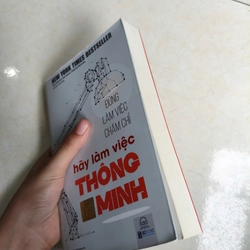 NEW YORK TIMES BESTSELLER
ĐỪNG
LÀM VIỆC
CHĂM CHỈ
hãy làm việc
THÔNG
MINH